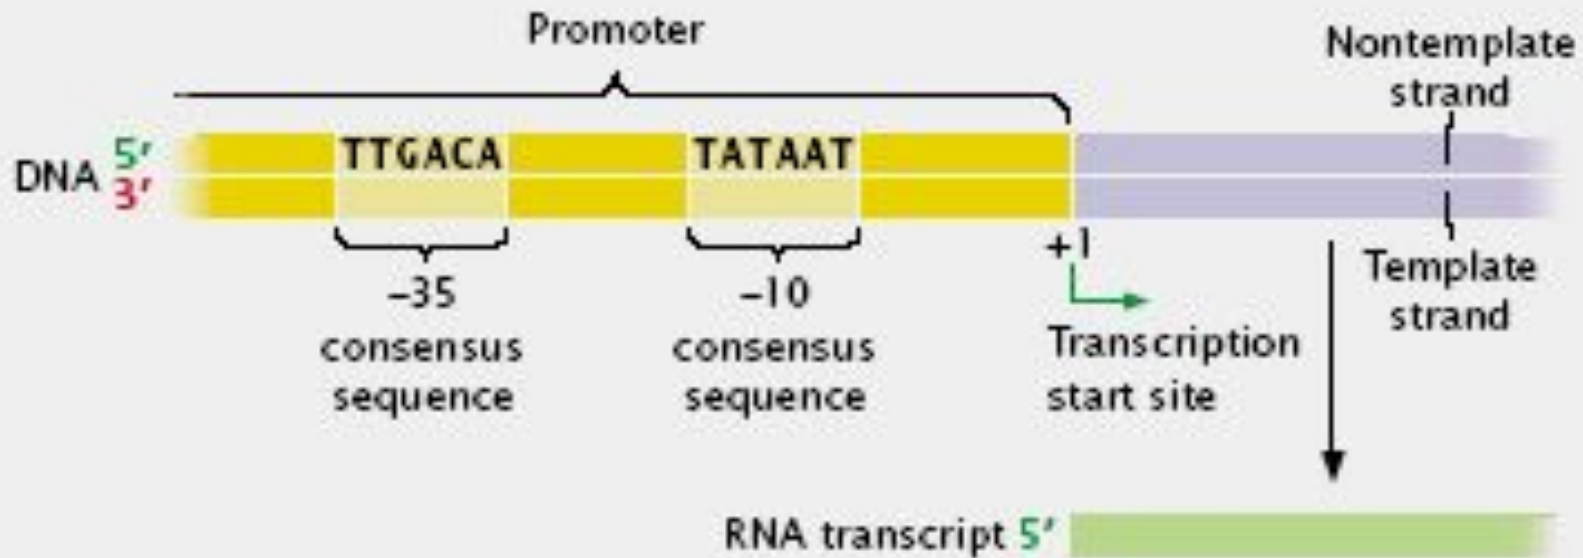 Promoter
Nontemplate
strand
DNA 5′
3′
TTGACA
TATAAT
–35
consensus
sequence
–10
consensus
sequence
+1
Transcription
start site
Template
strand
RNA transcript 5′